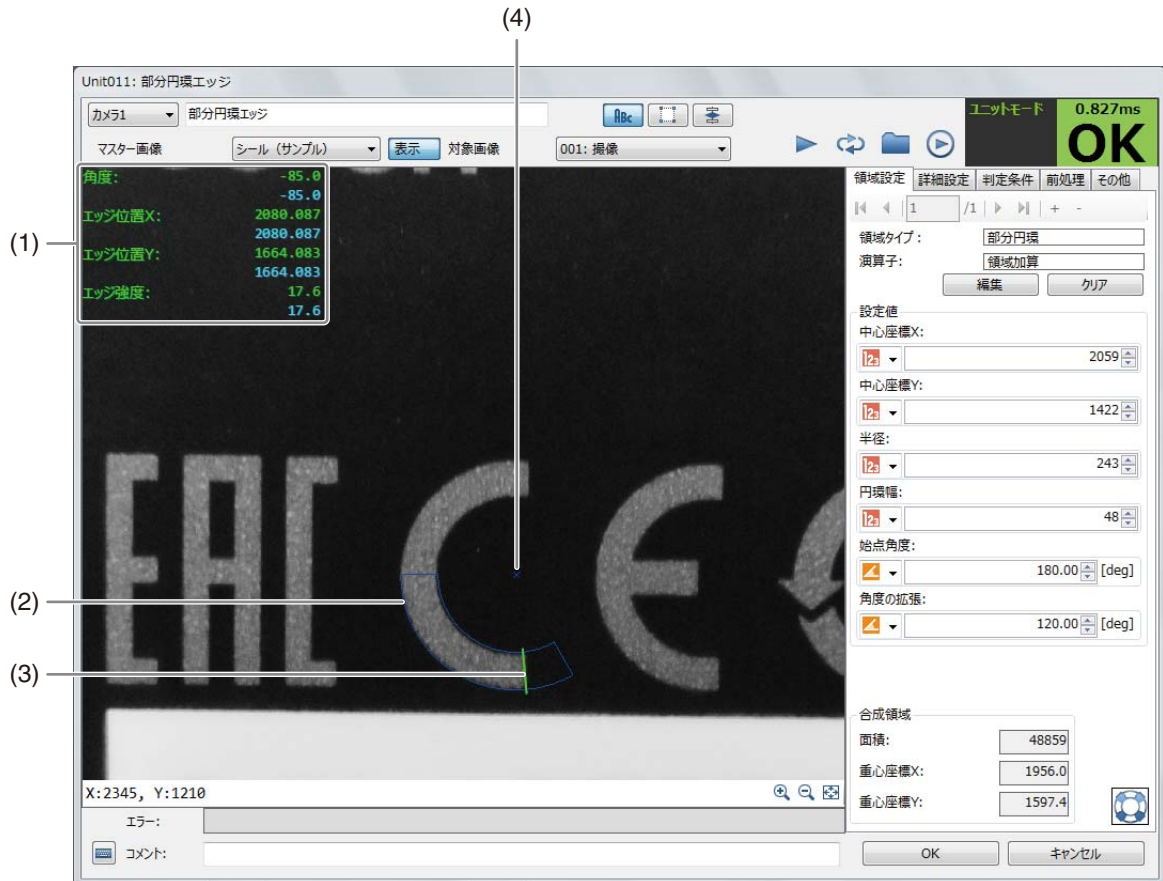 (4)
Unit011: 部分円環エッジ
カメラ1 部分円環エッジ ABC ユニットモード 0.827ms
マスター画像 シール (サンプル) 表示 対象画像 001: 撮像 OK
領域設定 詳細設定 判定条件 前処理 その他
角度: -85.0
-85.0
エッジ位置X: 2080.087
2080.087
エッジ位置Y: 1664.083
1664.083
エッジ強度: 17.6
17.6
(1)
(2)
(3)
EAC CE
X:2345, Y:1210
1 /1 + -
領域タイプ: 部分円環
演算子: 領域加算
編集 クリア
設定値
中心座標X:
123 2059
中心座標Y:
123 1422
半径:
123 243
円環幅:
123 48
始点角度:
180.00 [deg]
角度の拡張:
120.00 [deg]
合成領域
面積: 48859
重心座標X: 1956.0
重心座標Y: 1597.4
エラー:
コメント:
OK キャンセル